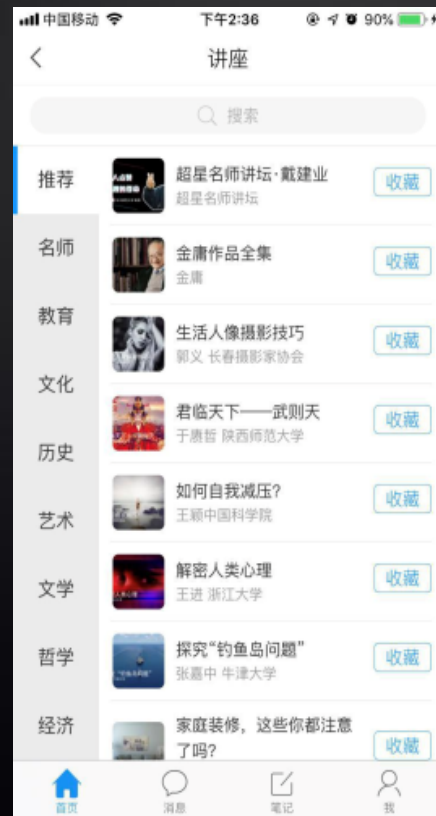 中国移动 下午2:36 90%
讲座
搜索
推荐
名师
教育
文化
历史
艺术
文学
哲学
经济
超星名师讲坛·戴建业
超星名师讲坛
收藏
金庸作品全集
金庸
收藏
生活人像摄影技巧
郭义 长春摄影家协会
收藏
君临天下——武则天
于赓哲 陕西师范大学
收藏
如何自我减压?
王颖中国科学院
收藏
解密人类心理
王进 浙江大学
收藏
探究“钓鱼岛问题”
张嘉中 牛津大学
收藏
家庭装修，这些你都注意
了吗?
收藏
首页 消息 笔记 我